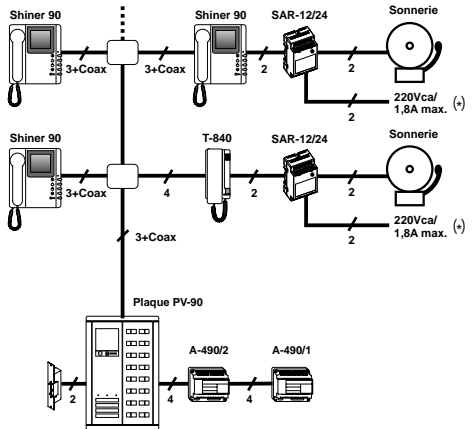 Shiner 90
Shiner 90
SAR-12/24
Sonnerie
3+Coax
3+Coax
2
2
2
220Vca/
1,8A max. (*)
Shiner 90
T-840
SAR-12/24
Sonnerie
3+Coax
4
2
2
2
220Vca/
1,8A max. (*)
3+Coax
Plaque PV-90
A-490/2
A-490/1
2
4
4